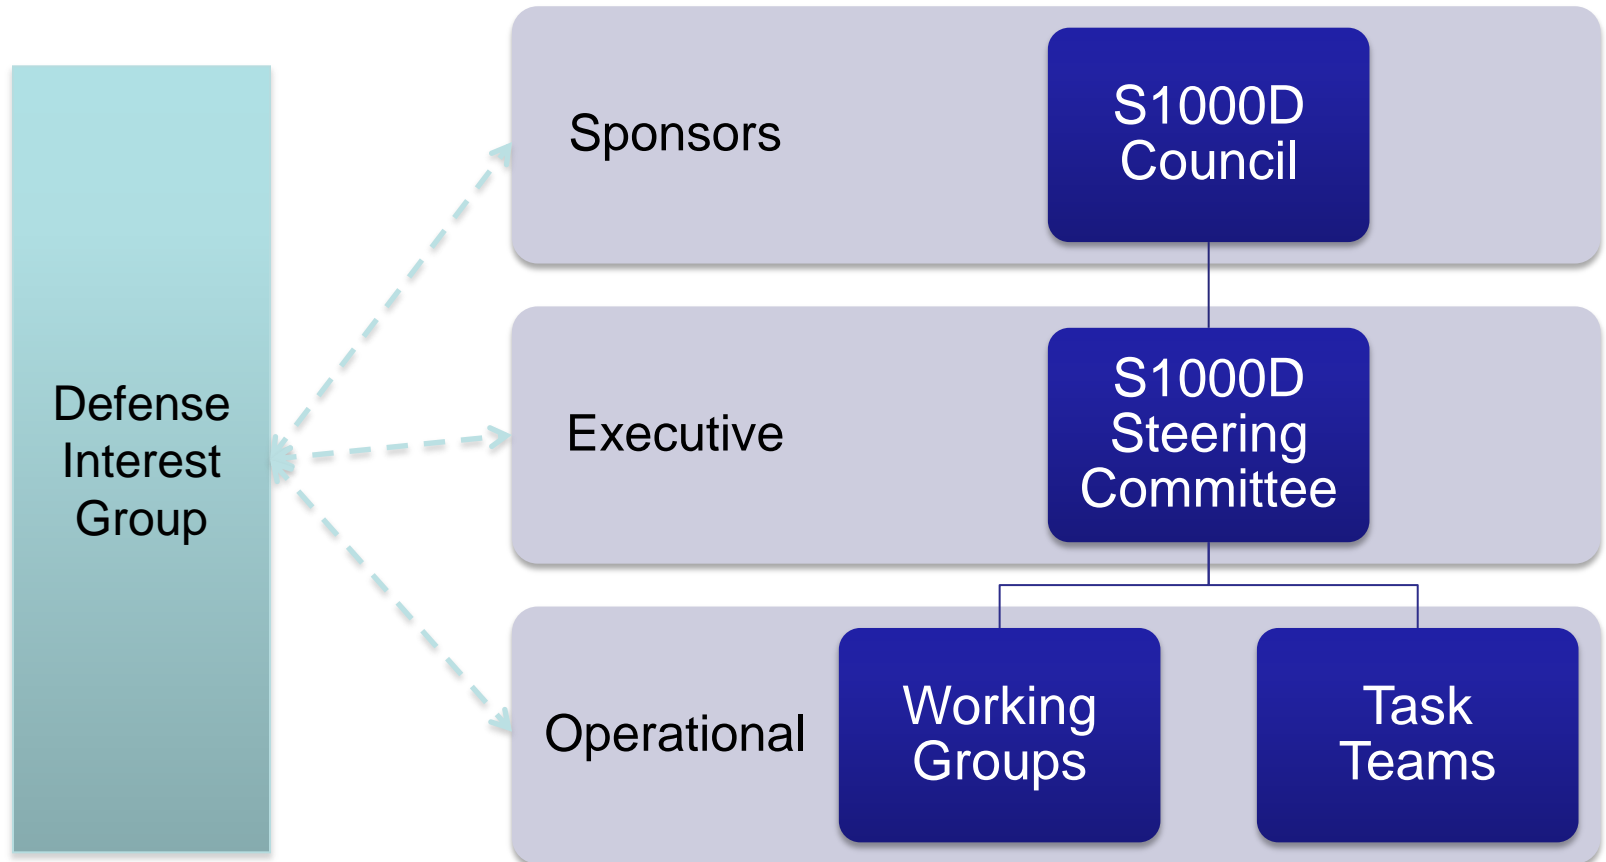 Defense
Interest
Group
Sponsors
S1000D
Council
Executive
S1000D
Steering
Committee
Operational
Working
Groups
Task
Teams